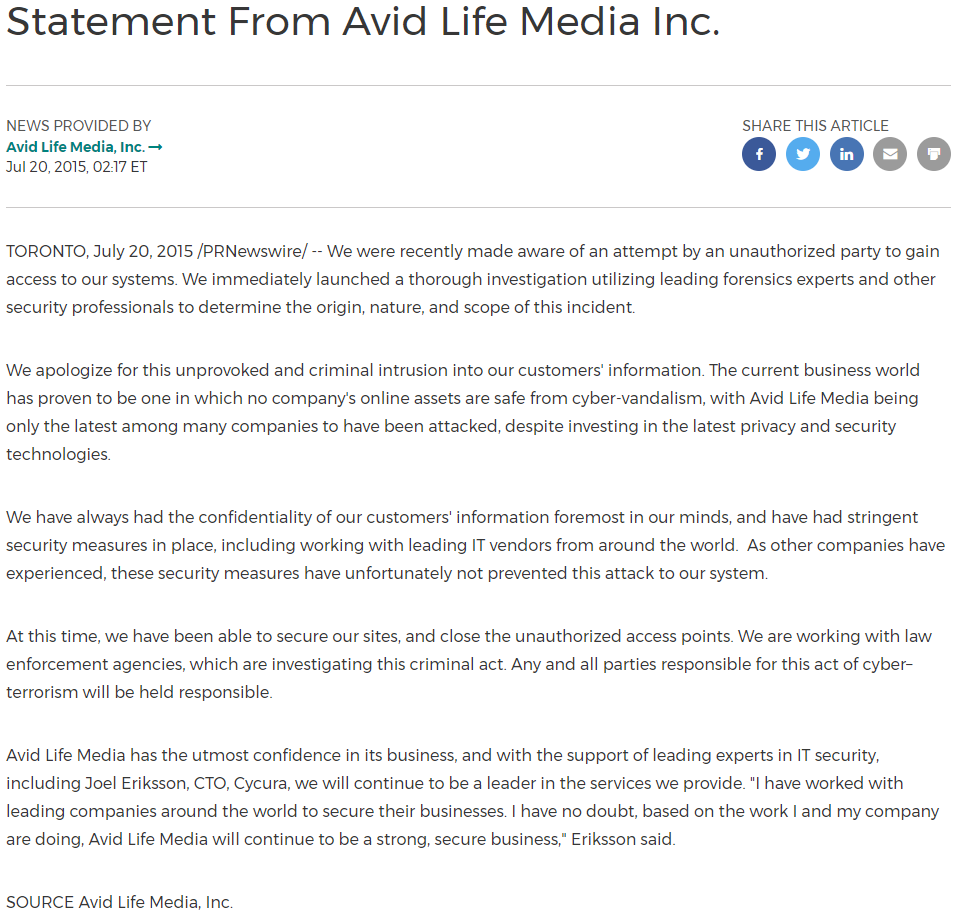 Statement From Avid Life Media Inc.
NEWS PROVIDED BY
Avid Life Media, Inc. →
Jul 20, 2015, 02:17 ET
SHARE THIS ARTICLE
f
in
TORONTO, July 20, 2015 /PRNewswire/ -- We were recently made aware of an attempt by an unauthorized party to gain
access to our systems. We immediately launched a thorough investigation utilizing leading forensics experts and other
security professionals to determine the origin, nature, and scope of this incident.
We apologize for this unprovoked and criminal intrusion into our customers' information. The current business world
has proven to be one in which no company's online assets are safe from cyber-vandalism, with Avid Life Media being
only the latest among many companies to have been attacked, despite investing in the latest privacy and security
technologies.
We have always had the confidentiality of our customers' information foremost in our minds, and have had stringent
security measures in place, including working with leading IT vendors from around the world.  As other companies have
experienced, these security measures have unfortunately not prevented this attack to our system.
At this time, we have been able to secure our sites, and close the unauthorized access points. We are working with law
enforcement agencies, which are investigating this criminal act. Any and all parties responsible for this act of cyber–
terrorism will be held responsible.
Avid Life Media has the utmost confidence in its business, and with the support of leading experts in IT security,
including Joel Eriksson, CTO, Cycura, we will continue to be a leader in the services we provide. "I have worked with
leading companies around the world to secure their businesses. I have no doubt, based on the work I and my company
are doing, Avid Life Media will continue to be a strong, secure business," Eriksson said.
SOURCE Avid Life Media, Inc.